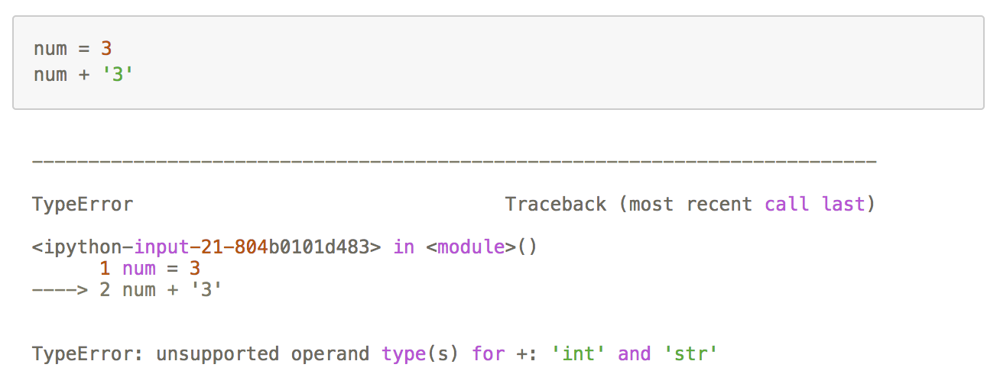 num = 3
num + '3'
---------------------------------------------------------------------------
TypeError                                 Traceback (most recent call last)
<ipython-input-21-804b0101d483> in <module>()
      1 num = 3
----> 2 num + '3'
TypeError: unsupported operand type(s) for +: 'int' and 'str'